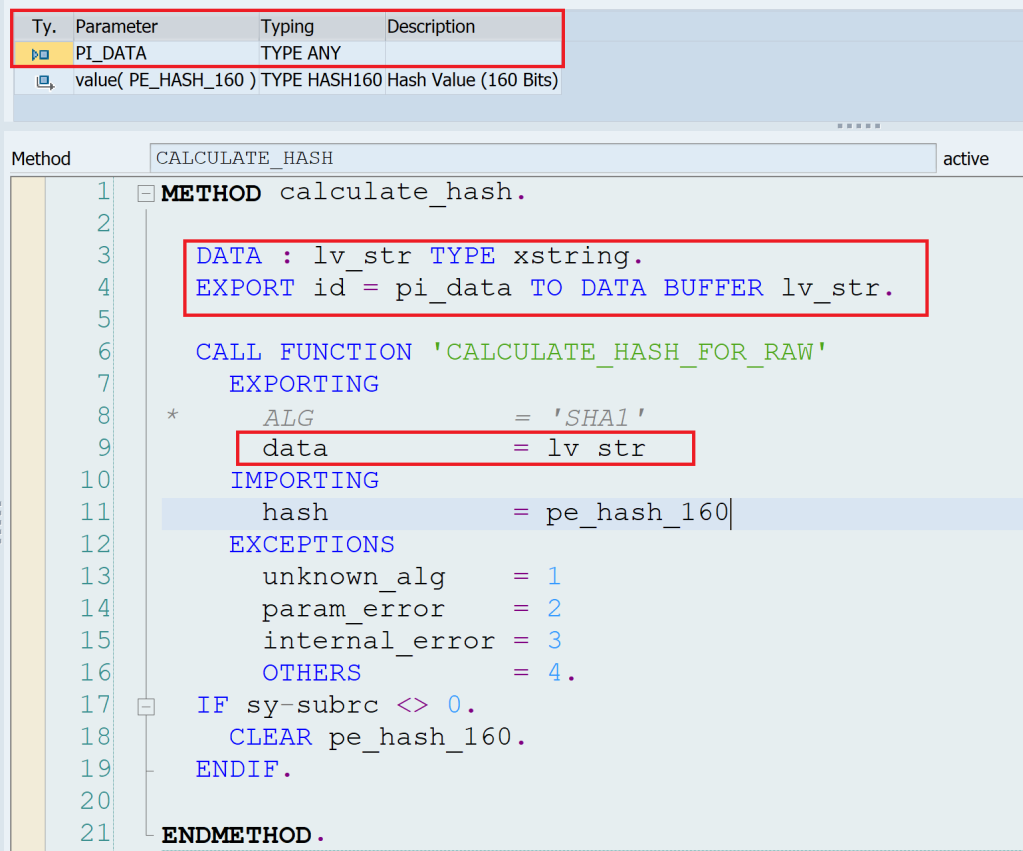 Ty. Parameter Typing Description
PI_DATA TYPE ANY
value( PE_HASH_160 ) TYPE HASH160 Hash Value (160 Bits)
Method CALCULATE_HASH active
1 METHOD calculate_hash.
2
3 DATA : lv_str TYPE xstring.
4 EXPORT id = pi_data TO DATA BUFFER lv_str.
5
6 CALL FUNCTION 'CALCULATE_HASH_FOR_RAW'
7 EXPORTING
8 * ALG = 'SHA1'
9 data = lv_str
10 IMPORTING
11 hash = pe_hash_160
12 EXCEPTIONS
13 unknown_alg = 1
14 param_error = 2
15 internal_error = 3
16 OTHERS = 4.
17 IF sy-subrc <> 0.
18 CLEAR pe_hash_160.
19 ENDIF.
20
21 ENDMETHOD.